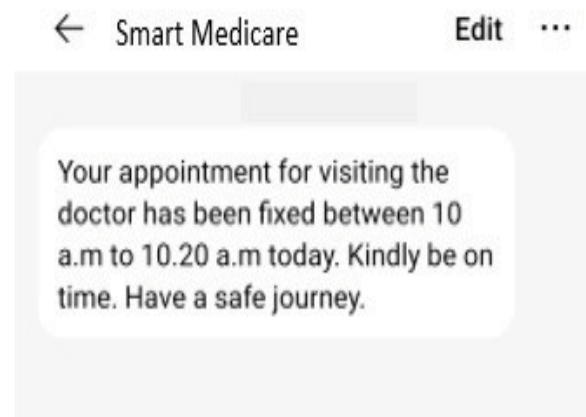 ← Smart Medicare Edit ...
Your appointment for visiting the
doctor has been fixed between 10
a.m to 10.20 a.m today. Kindly be on
time. Have a safe journey.